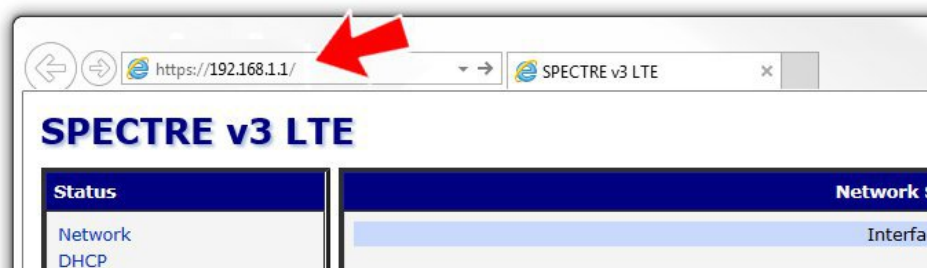 https://192.168.1.1/
SPECTRE v3 LTE
SPECTRE v3 LTE
Status
Network
Network
Interfa
DHCP